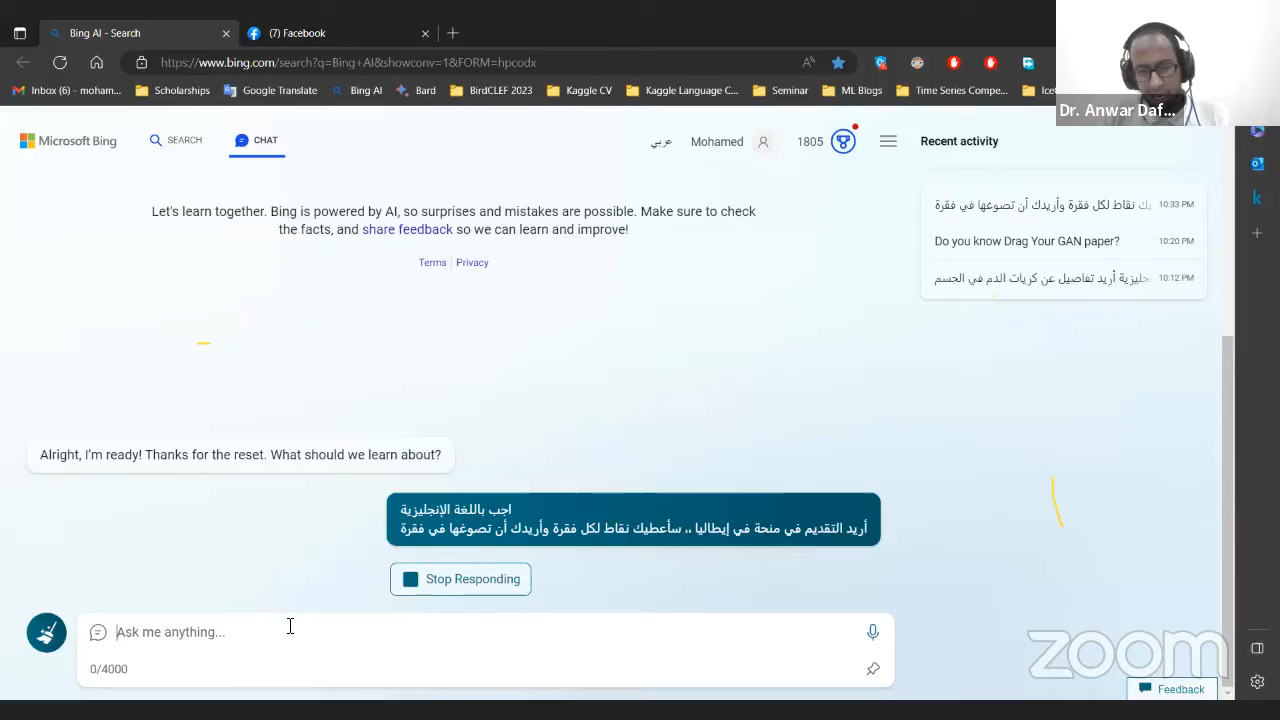 Bing AI - Search
(7) Facebook
https://www.bing.com/search?q=Bing+AI&showconv=1&FORM=hpcodx
Inbox (6) - moham...
Scholarships
Google Translate
Bing AI
Bard
BirdCLEF 2023
Kaggle CV
Kaggle Language C...
Seminar
ML Blogs
Time Series Compe...
Dr. Anwar Daf...
Microsoft Bing
SEARCH
CHAT
عربي
Mohamed
1805
Recent activity
Let's learn together. Bing is powered by AI, so surprises and mistakes are possible. Make sure to check
the facts, and share feedback so we can learn and improve!
Terms
Privacy
ك نقاط لكل فقرة وأريدك أن تصوغها في فقرة
10:33 PM
Do you know Drag Your GAN paper?
10:20 PM
أريد تفاصيل عن كريات الدم في الجسم
10:12 PM
Alright, I'm ready! Thanks for the reset. What should we learn about?
اجب باللغة الإنجليزية
أريد التقديم في منحة في إيطاليا .، سأعطيك نقاط لكل فقرة وأريدك أن تصوغها في فقرة
Stop Responding
Ask me anything...
0/4000
zoom
Feedback